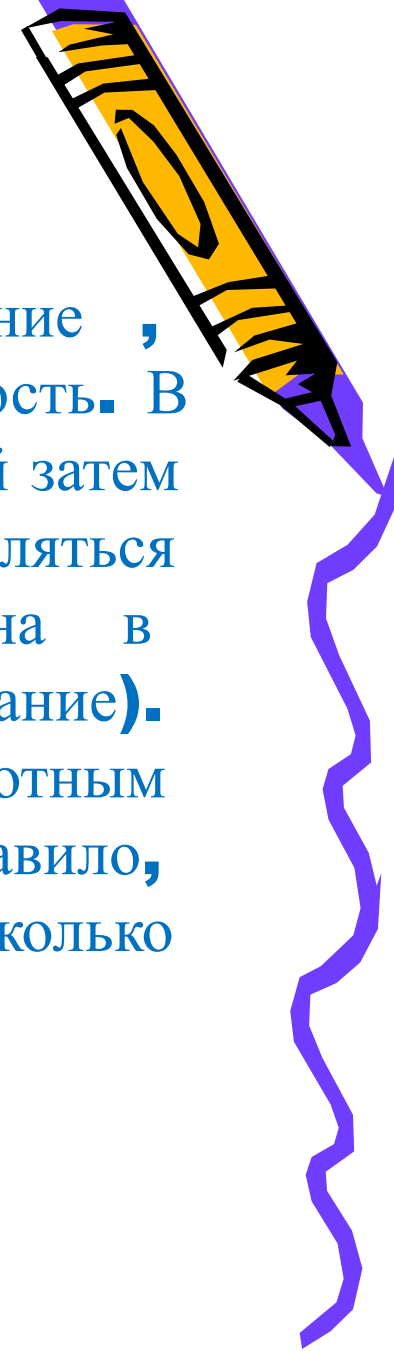 ние ,
ость. В
й затем
ляться
на в
ание).
отным
авило,
колько